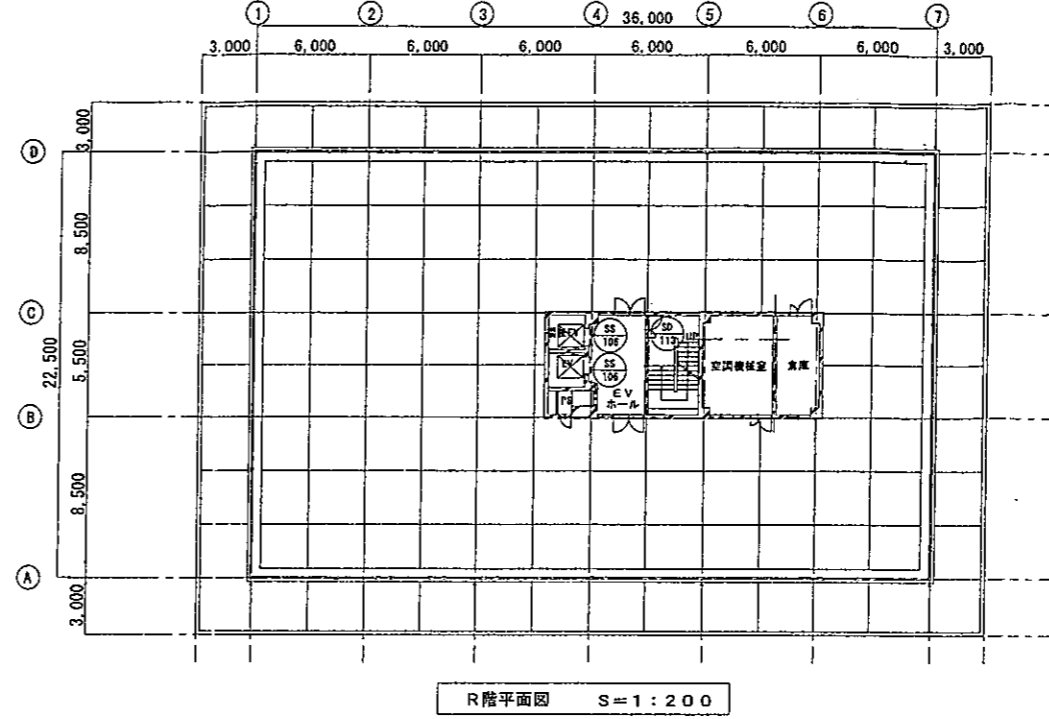 ① ② ③ ④ 36,000 ⑤ ⑥ ⑦
3,000 6,000 6,000 6,000 6,000 6,000 6,000 3,000
3,000
D
8,500
C
22,500
5,500
B
8,500
A
3,000
EV
SS
106
SS
106
SD
113
UP
PS
EV
ホール
空調機械室
倉庫
R階平面図 S=1:200